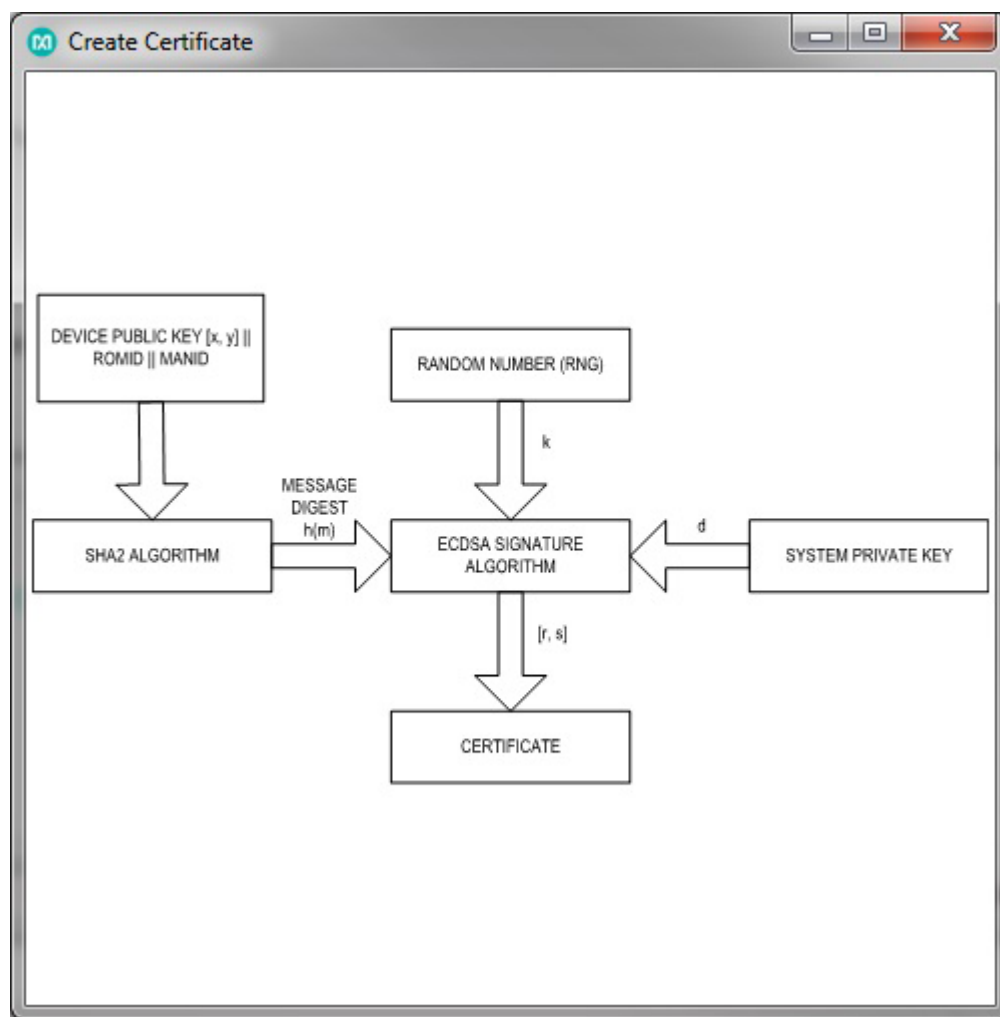 Create Certificate
DEVICE PUBLIC KEY [x, y] ||
ROMID || MANID
RANDOM NUMBER (RNG)
k
MESSAGE
DIGEST
h(m)
SHA2 ALGORITHM
ECDSA SIGNATURE
ALGORITHM
d
SYSTEM PRIVATE KEY
[r, s]
CERTIFICATE